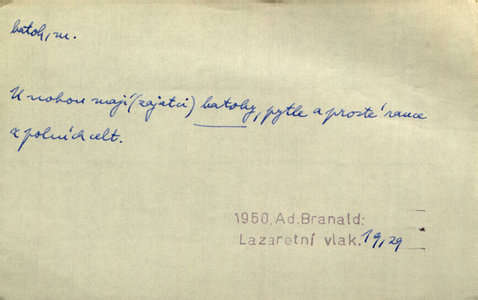 batoh, m.
U nohou mají (zajatci) batohy, pytle a prosté rance
z polních celt.
1950, Ad. Branald:
Lazaretní vlak. 19, 29